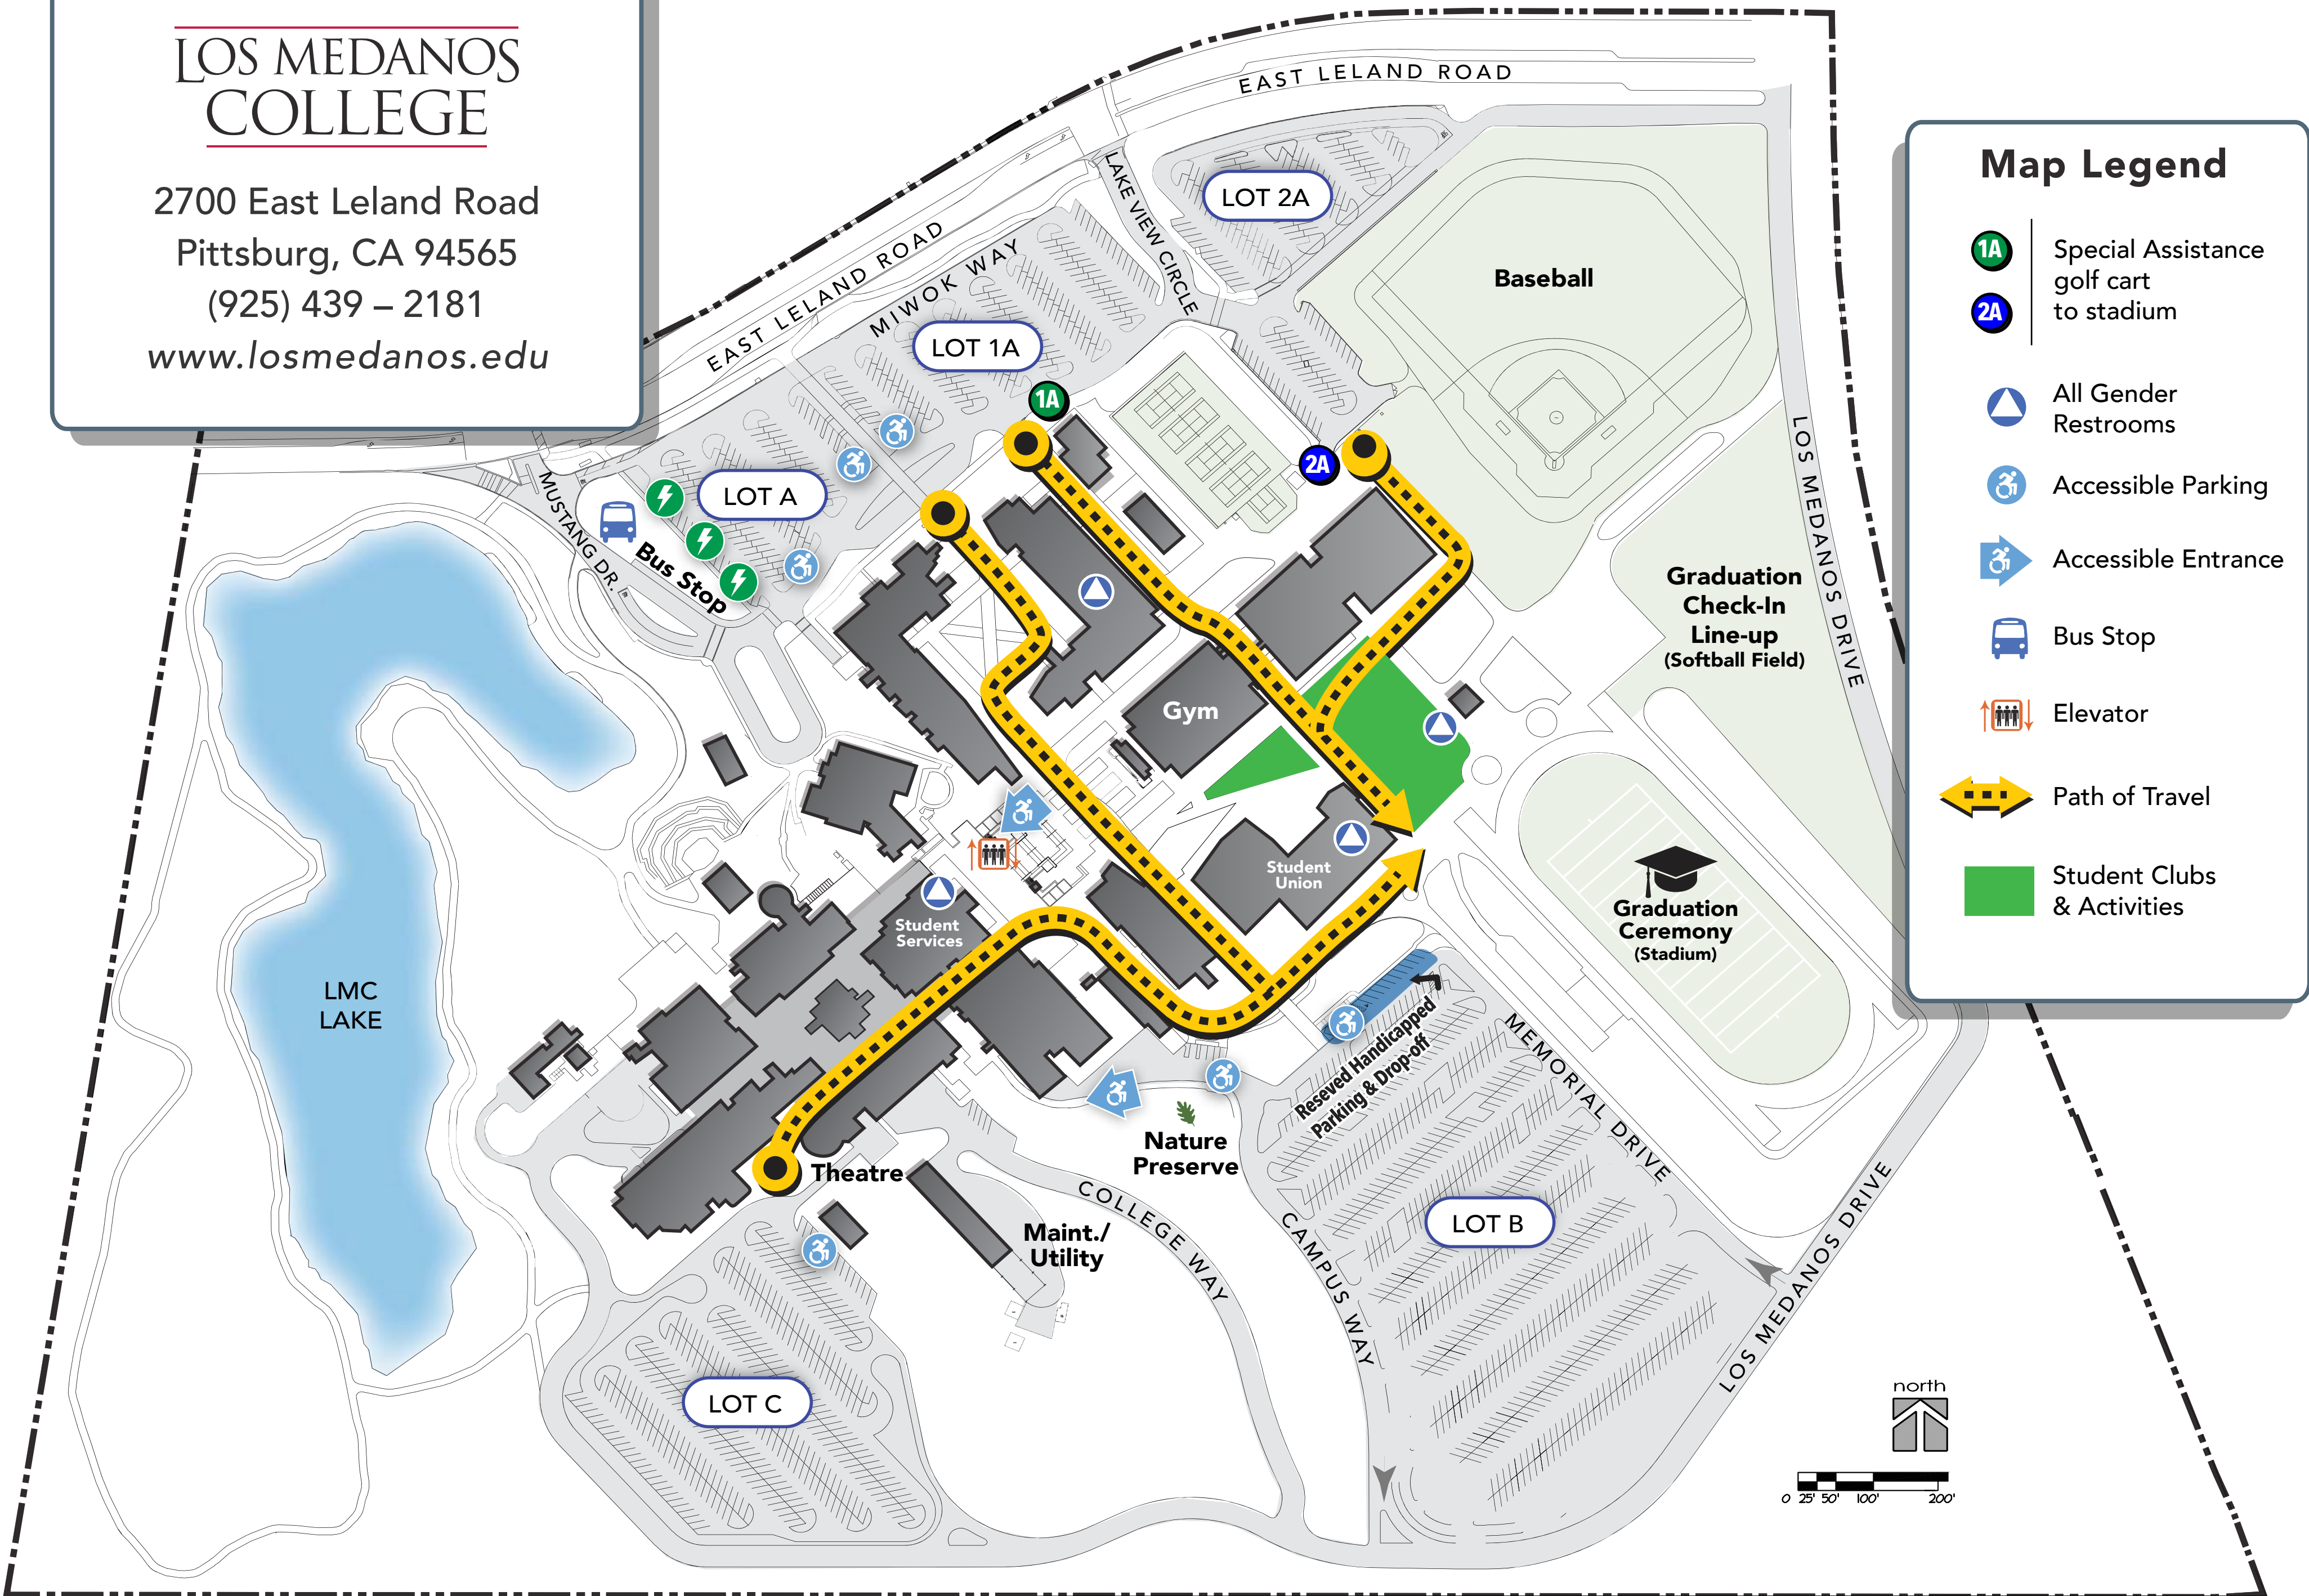 LOS MEDANOS
COLLEGE
2700 East Leland Road
Pittsburg, CA 94565
(925) 439 – 2181
www.losmedanos.edu
EAST LELAND ROAD
LAKE VIEW CIRCLE
LOT 2A
EAST LELAND ROAD
MIWOK WAY
LOT 1A
1A
2A
Baseball
LOT A
MUSTANG DR.
Bus Stop
LOS MEDANOS DRIVE
Graduation
Check-In
Line-up
(Softball Field)
Gym
Student
Union
Student
Services
Graduation
Ceremony
(Stadium)
LMC
LAKE
Reseved Handicapped
Parking & Drop-off
MEMORIAL DRIVE
Nature
Preserve
Theatre
Maint./
Utility
COLLEGE WAY
CAMPUS WAY
LOT B
LOS MEDANOS DRIVE
LOT C
north
0 25' 50' 100' 200'
Map Legend
1A
2A
Special Assistance
golf cart
to stadium
All Gender
Restrooms
Accessible Parking
Accessible Entrance
Bus Stop
Elevator
Path of Travel
Student Clubs
& Activities